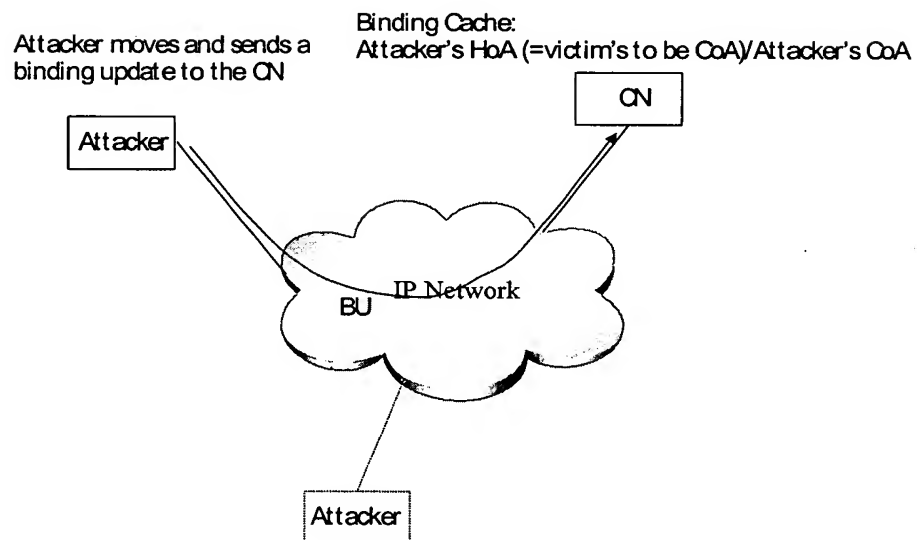 Attacker moves and sends a
binding update to the CN
Binding Cache:
Attacker's HoA (=victim's to be CoA)/Attacker's CoA
CN
Attacker
IP Network
BU
Attacker